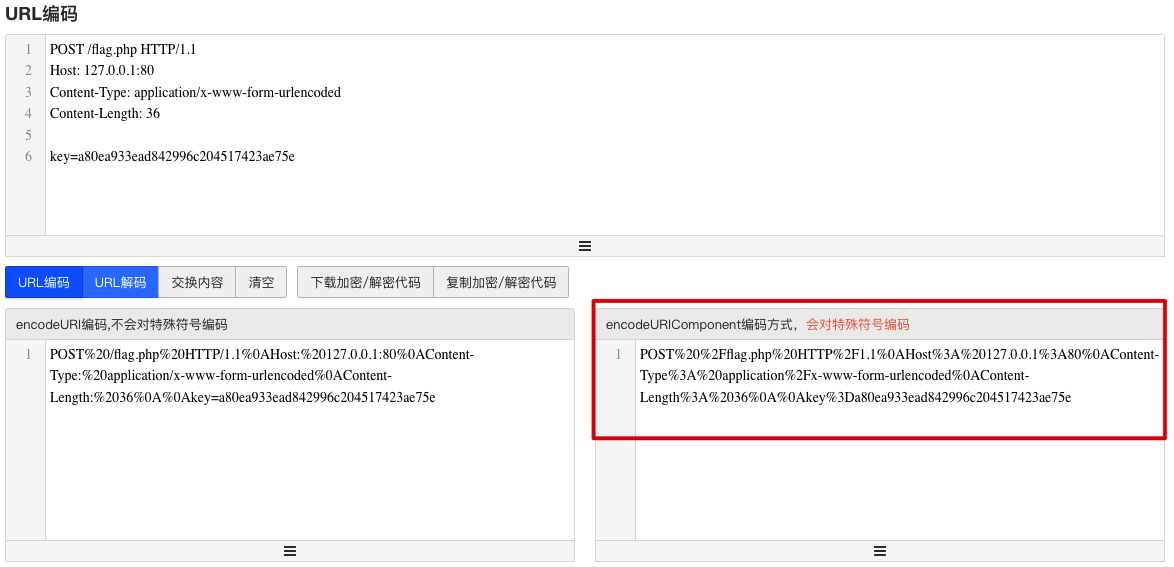 URL编码
1 POST /flag.php HTTP/1.1
2 Host: 127.0.0.1:80
3 Content-Type: application/x-www-form-urlencoded
4 Content-Length: 36
5
6 key=a80ea933ead842996c204517423ae75e
URL编码 URL解码 交换内容 清空 下载加密/解密代码 复制加密/解密代码
encodeURI编码,不会对特殊符号编码
1 POST%20/flag.php%20HTTP/1.1%0AHost:%20127.0.0.1:80%0AContent-
Type:%20application/x-www-form-urlencoded%0AContent-
Length:%2036%0A%0Akey=a80ea933ead842996c204517423ae75e
encodeURIComponent编码方式，会对特殊符号编码
1 POST%20%2Fflag.php%20HTTP%2F1.1%0AHost%3A%20127.0.0.1%3A80%0AContent-
Type%3A%20application%2Fx-www-form-urlencoded%0AContent-
Length%3A%2036%0A%0Akey%3Da80ea933ead842996c204517423ae75e